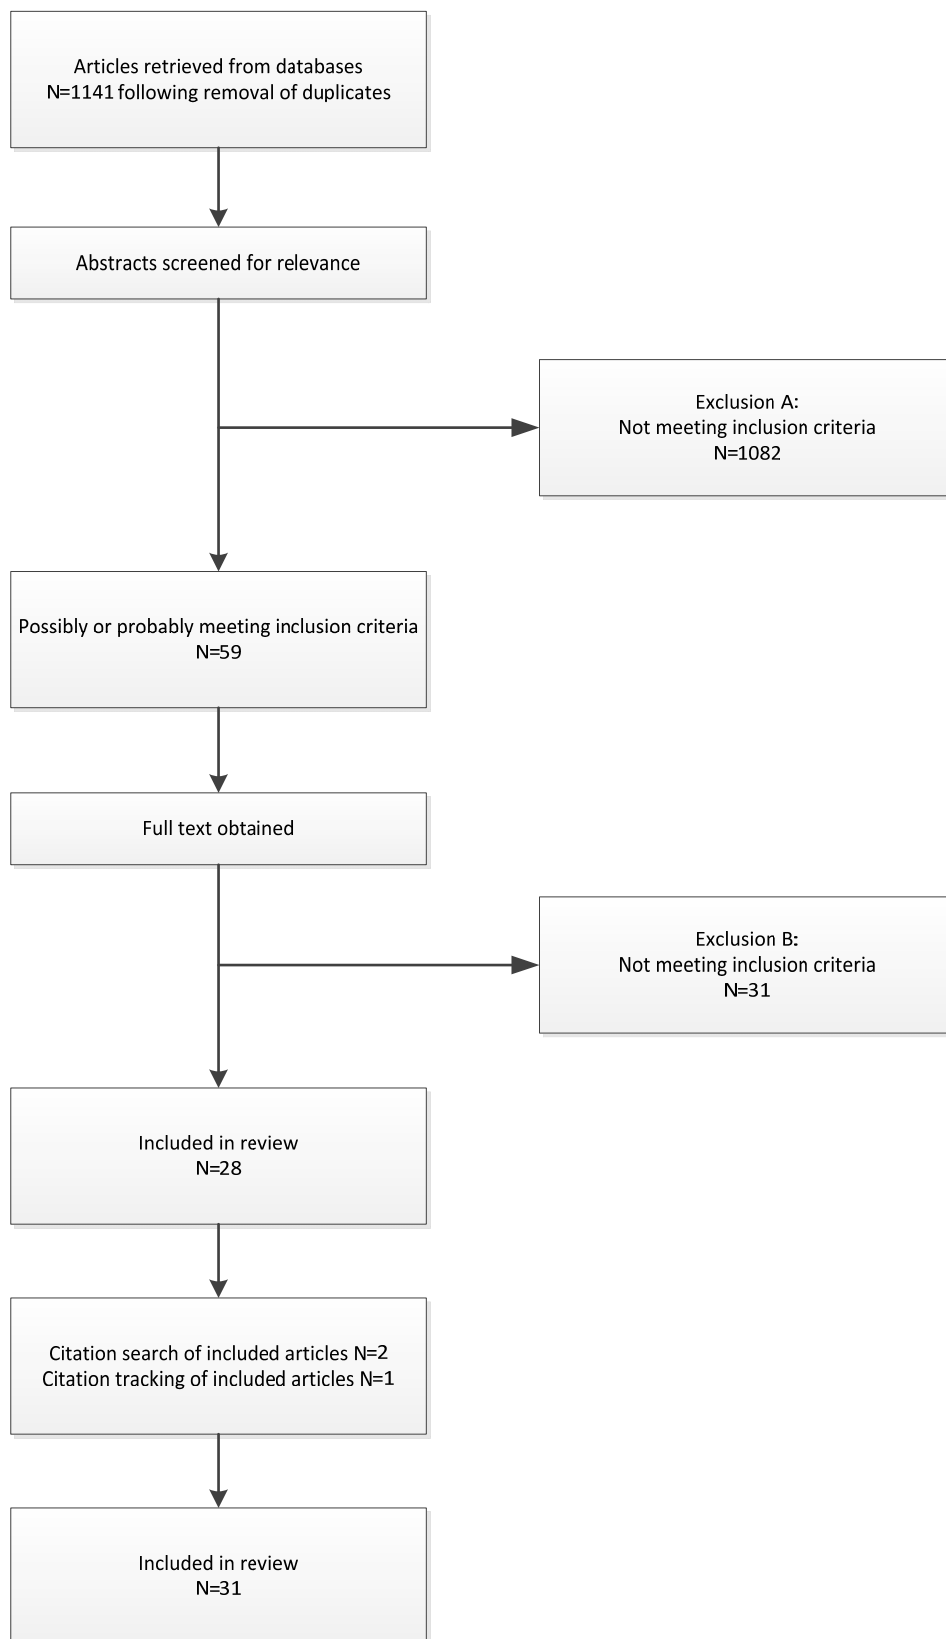 Articles retrieved from databases
N=1141 following removal of duplicates
Abstracts screened for relevance
Exclusion A:
Not meeting inclusion criteria
N=1082
Possibly or probably meeting inclusion criteria
N=59
Full text obtained
Exclusion B:
Not meeting inclusion criteria
N=31
Included in review
N=28
Citation search of included articles N=2
Citation tracking of included articles N=1
Included in review
N=31